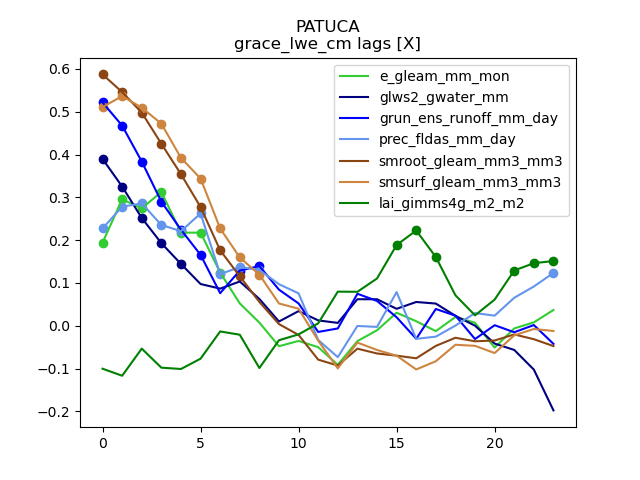 PATUCA
grace_lwe_cm lags [X]
0.6
0.5
0.4
0.3
0.2
0.1
0.0
−0.1
−0.2
0
5
10
15
20
e_gleam_mm_mon
glws2_gwater_mm
grun_ens_runoff_mm_day
prec_fldas_mm_day
smroot_gleam_mm3_mm3
smsurf_gleam_mm3_mm3
lai_gimms4g_m2_m2